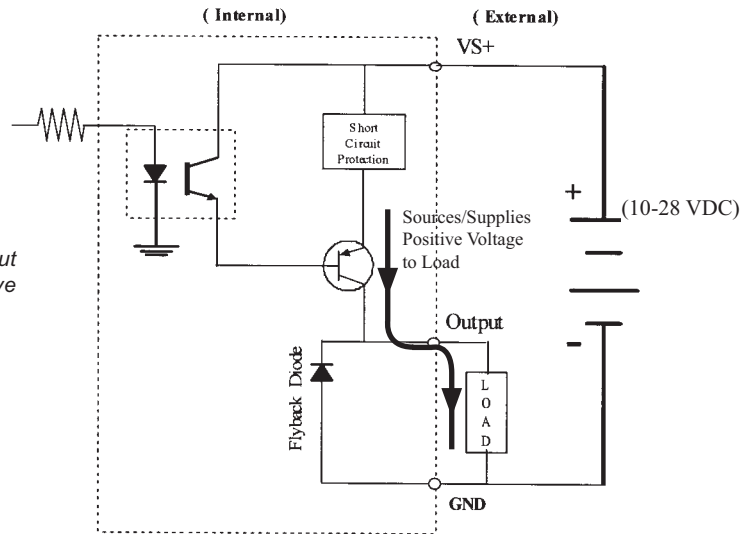 ( Internal)
( External)
VS+
Short
Circuit
Protection
+
(10-28 VDC)
Sources/Supplies
Positive Voltage
to Load
ut
ve
Output
Flyback Diode
L
O
A
D
-
GND